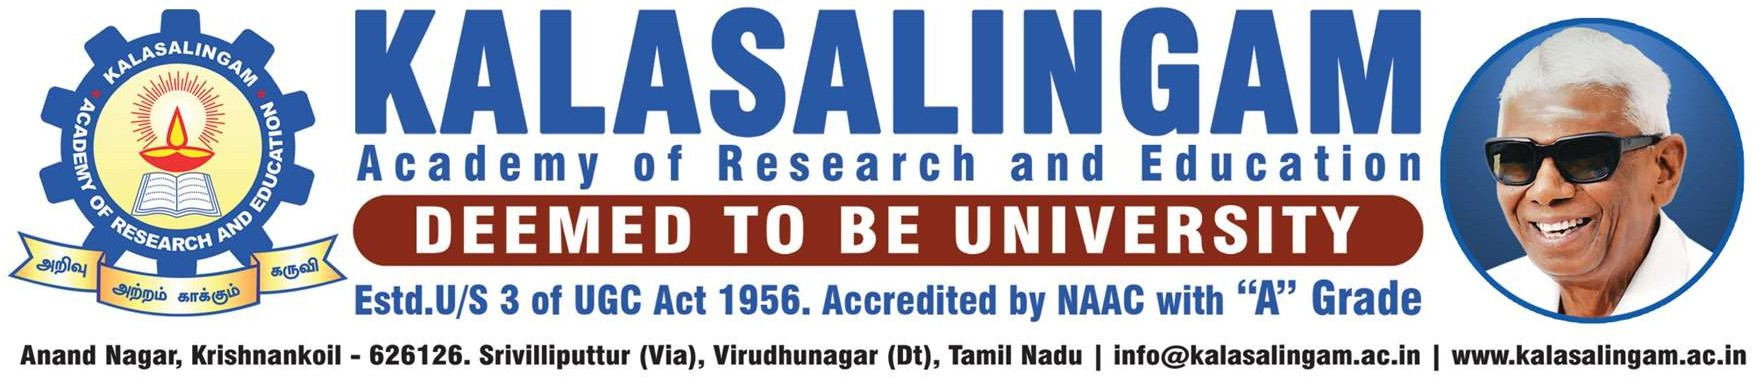 KALASALINGAM
ACADEMY OF RESEARCH AND EDUCATION
அறிவு அற்றம் காக்கும் கருவி
KALASALINGAM
Academy of Research and Education
DEEMED TO BE UNIVERSITY
Estd.U/S 3 of UGC Act 1956. Accredited by NAAC with “A” Grade
Anand Nagar, Krishnankoil - 626126. Srivilliputtur (Via), Virudhunagar (Dt), Tamil Nadu | info@kalasalingam.ac.in | www.kalasalingam.ac.in